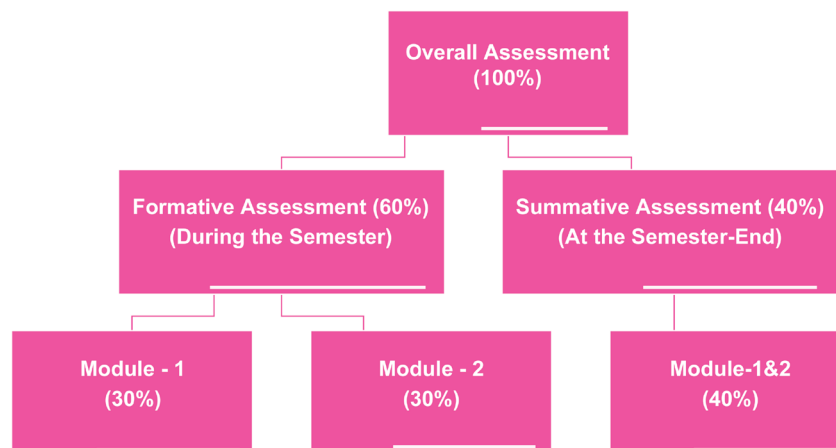 Overall Assessment
(100%)
Formative Assessment (60%)
(During the Semester)
Summative Assessment (40%)
(At the Semester-End)
Module - 1
(30%)
Module - 2
(30%)
Module-1&2
(40%)